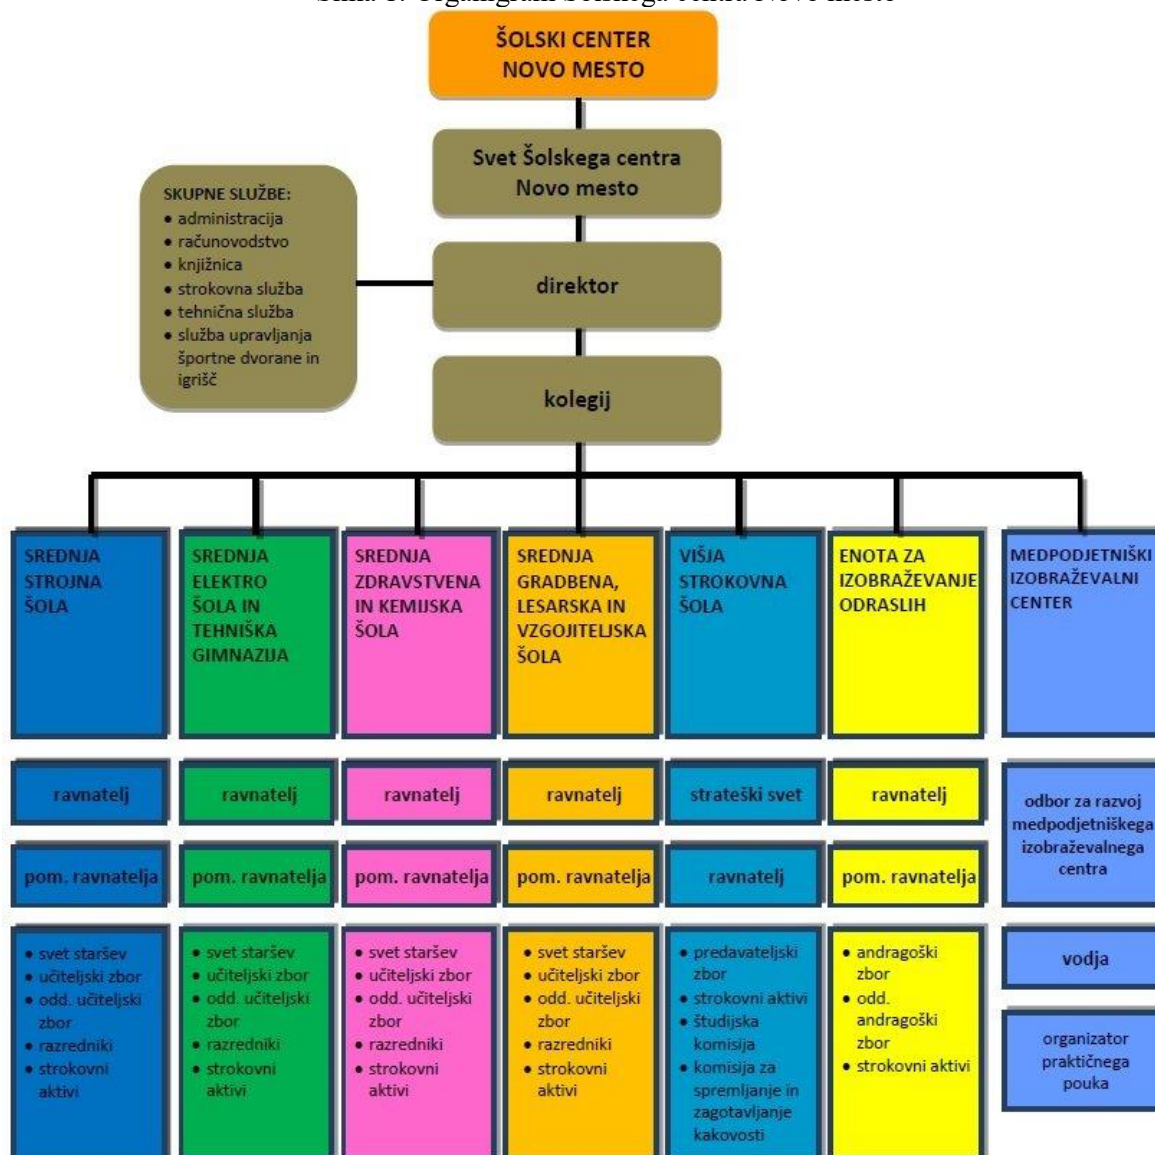 Slika 1: Organigram Šolskega centra Novo mesto
ŠOLSKI CENTER
NOVO MESTO
Svet Šolskega centra
Novo mesto
SKUPNE SLUŽBE:
• administracija
• računovodstvo
• knjižnica
• strokovna služba
• tehnična služba
• služba upravljanja
športne dvorane in
igrišč
direktor
kolegij
SREDNJA
STROJNA
ŠOLA
SREDNJA
ELEKTRO
ŠOLA IN
TEHNIŠKA
GIMNAZIJA
SREDNJA
ZDRAVSTVENA
IN KEMIJSKA
ŠOLA
SREDNJA
GRADBENA,
LESARSKA IN
VZGOJITELJSKA
ŠOLA
VIŠJA
STROKOVNA
ŠOLA
ENOTA ZA
IZOBRAŽEVANJE
ODRASLIH
MEDPODJETNIŠKI
IZOBRAŽEVALNI
CENTER
ravnatelj
ravnatelj
ravnatelj
ravnatelj
strateški svet
ravnatelj
odbor za razvoj
medpodjetniškega
izobraževalnega
centra
pom. ravnatelja
pom. ravnatelja
pom. ravnatelja
pom. ravnatelja
ravnatelj
pom. ravnatelja
• svet staršev
• učiteljski zbor
• odd. učiteljski
zbor
• razredniki
• strokovni
aktivi
• svet staršev
• učiteljski zbor
• odd. učiteljski
zbor
• razredniki
• strokovni
aktivi
• svet staršev
• učiteljski zbor
• odd. učiteljski
zbor
• razredniki
• strokovni
aktivi
• svet staršev
• učiteljski zbor
• odd. učiteljski
zbor
• razredniki
• strokovni
aktivi
• predavateljski
zbor
• strokovni aktivi
• študijska
komisija
• komisija za
spremljanje in
zagotavljanje
kakovosti
• andragoški
zbor
• odd.
andragoški
zbor
• strokovni aktivi
vodja
organizator
praktičnega
pouka